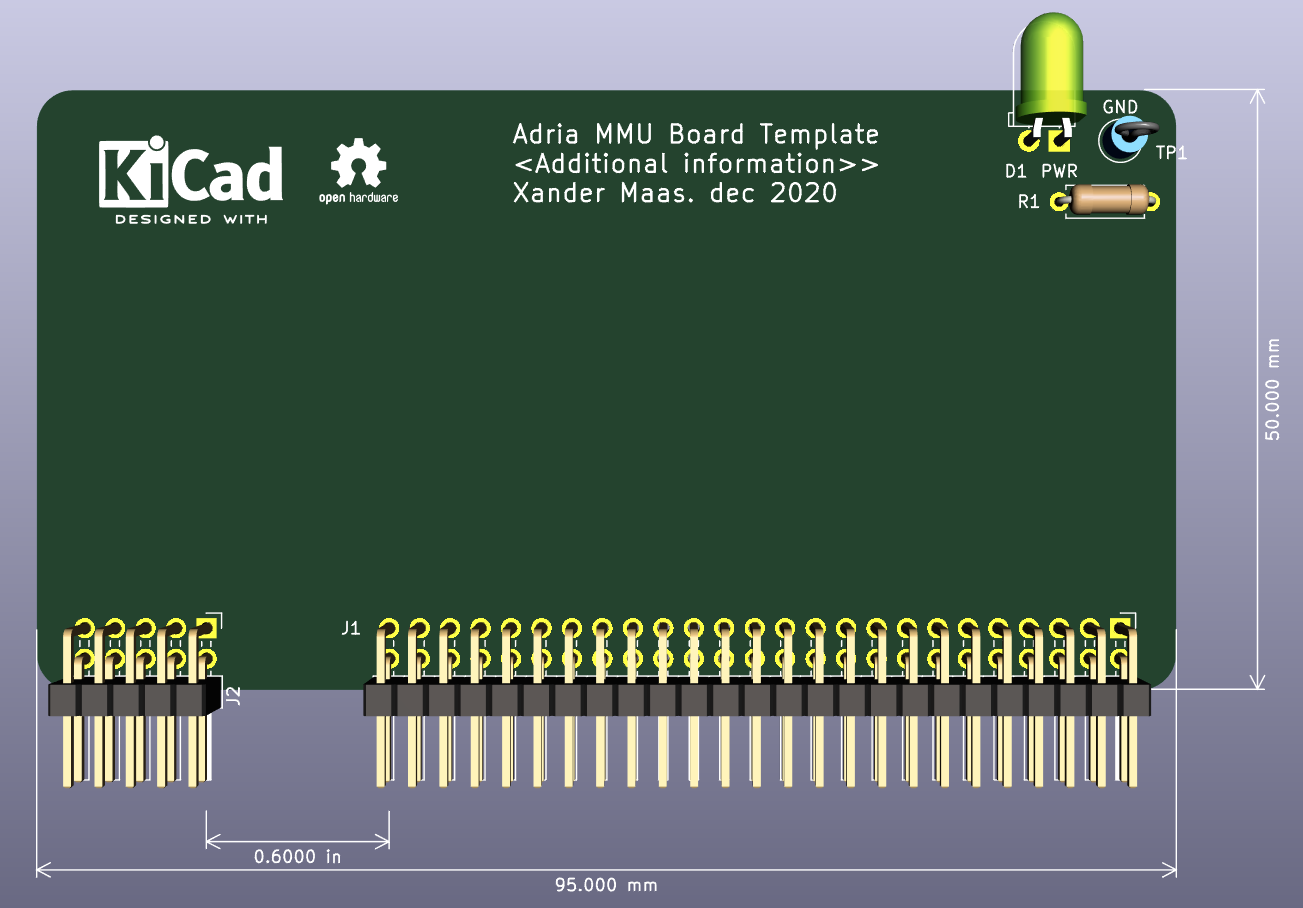 KiCad
DESIGNED WITH
open hardware
Adria MMU Board Template
<Additional information>>
Xander Maas. dec 2020
GND
TP1
D1 PWR
R1
50.000 mm
J1
J2
0.6000 in
95.000 mm